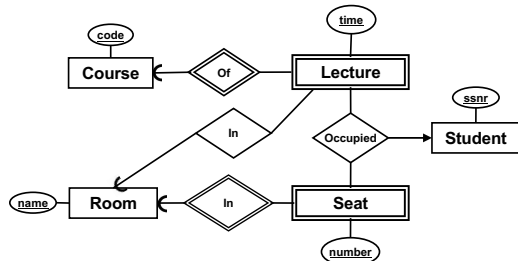 time
code
Course
Of
Lecture
ssnr
In
Occupied
Student
name
Room
In
Seat
number